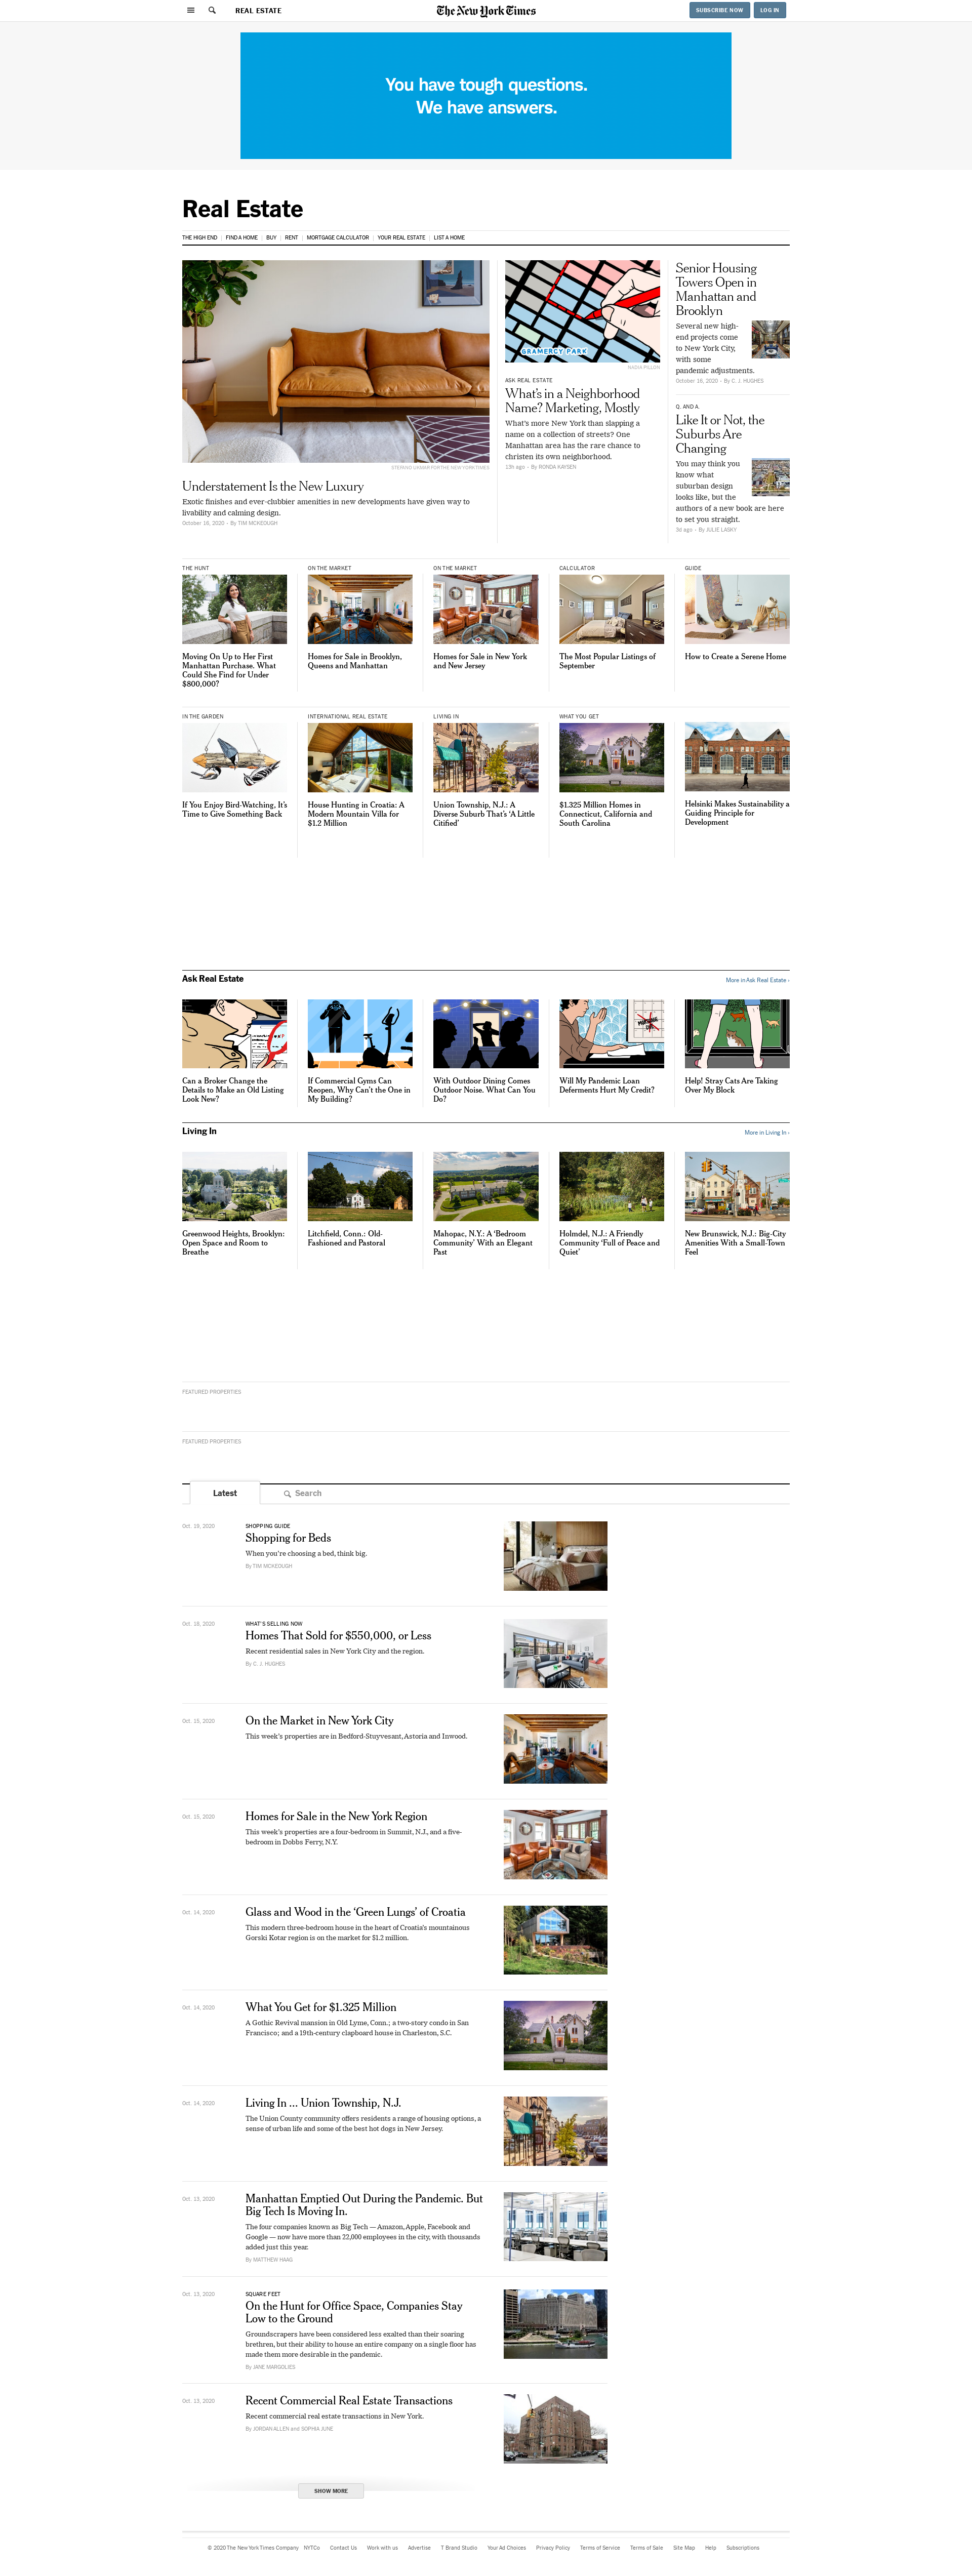 REAL ESTATE
The New York Times
SUBSCRIBE NOW
LOG IN
You have tough questions.
We have answers.
Real Estate
THE HIGH END
FIND A HOME
BUY
RENT
MORTGAGE CALCULATOR
YOUR REAL ESTATE
LIST A HOME
STEFANO UKMAR FOR THE NEW YORK TIMES
Understatement Is the New Luxury
Exotic finishes and ever-clubbier amenities in new developments have given way to
livability and calming design.
October 16, 2020 – By TIM MCKEOUGH
GRAMERCY PARK
NADIA PILLON
ASK REAL ESTATE
What’s in a Neighborhood
Name? Marketing, Mostly
What’s more New York than slapping a
name on a collection of streets? One
Manhattan area has the rare chance to
christen its own neighborhood.
13h ago – By RONDA KAYSEN
Senior Housing
Towers Open in
Manhattan and
Brooklyn
Several new high-
end projects come
to New York City,
with some
pandemic adjustments.
October 16, 2020 – By C. J. HUGHES
Q. AND A.
Like It or Not, the
Suburbs Are
Changing
You may think you
know what
suburban design
looks like, but the
authors of a new book are here
to set you straight.
3d ago – By JULIE LASKY
THE HUNT
Moving On Up to Her First
Manhattan Purchase. What
Could She Find for Under
$800,000?
ON THE MARKET
Homes for Sale in Brooklyn,
Queens and Manhattan
ON THE MARKET
Homes for Sale in New York
and New Jersey
CALCULATOR
The Most Popular Listings of
September
GUIDE
How to Create a Serene Home
IN THE GARDEN
If You Enjoy Bird-Watching, It’s
Time to Give Something Back
INTERNATIONAL REAL ESTATE
House Hunting in Croatia: A
Modern Mountain Villa for
$1.2 Million
LIVING IN
Union Township, N.J.: A
Diverse Suburb That’s ‘A Little
Citified’
WHAT YOU GET
$1.325 Million Homes in
Connecticut, California and
South Carolina
Helsinki Makes Sustainability a
Guiding Principle for
Development
Ask Real Estate
More in Ask Real Estate ›
Can a Broker Change the
Details to Make an Old Listing
Look New?
If Commercial Gyms Can
Reopen, Why Can’t the One in
My Building?
With Outdoor Dining Comes
Outdoor Noise. What Can You
Do?
Will My Pandemic Loan
Deferments Hurt My Credit?
Help! Stray Cats Are Taking
Over My Block
Living In
More in Living In ›
Greenwood Heights, Brooklyn:
Open Space and Room to
Breathe
Litchfield, Conn.: Old-
Fashioned and Pastoral
Mahopac, N.Y.: A ‘Bedroom
Community’ With an Elegant
Past
Holmdel, N.J.: A Friendly
Community ‘Full of Peace and
Quiet’
New Brunswick, N.J.: Big-City
Amenities With a Small-Town
Feel
FEATURED PROPERTIES
FEATURED PROPERTIES
Latest
Search
Oct. 19, 2020
SHOPPING GUIDE
Shopping for Beds
When you’re choosing a bed, think big.
By TIM MCKEOUGH
Oct. 18, 2020
WHAT’S SELLING NOW
Homes That Sold for $550,000, or Less
Recent residential sales in New York City and the region.
By C. J. HUGHES
Oct. 15, 2020
On the Market in New York City
This week’s properties are in Bedford-Stuyvesant, Astoria and Inwood.
Oct. 15, 2020
Homes for Sale in the New York Region
This week’s properties are a four-bedroom in Summit, N.J., and a five-
bedroom in Dobbs Ferry, N.Y.
Oct. 14, 2020
Glass and Wood in the ‘Green Lungs’ of Croatia
This modern three-bedroom house in the heart of Croatia’s mountainous
Gorski Kotar region is on the market for $1.2 million.
Oct. 14, 2020
What You Get for $1.325 Million
A Gothic Revival mansion in Old Lyme, Conn.; a two-story condo in San
Francisco; and a 19th-century clapboard house in Charleston, S.C.
Oct. 14, 2020
Living In ... Union Township, N.J.
The Union County community offers residents a range of housing options, a
sense of urban life and some of the best hot dogs in New Jersey.
Oct. 13, 2020
Manhattan Emptied Out During the Pandemic. But
Big Tech Is Moving In.
The four companies known as Big Tech — Amazon, Apple, Facebook and
Google — now have more than 22,000 employees in the city, with thousands
added just this year.
By MATTHEW HAAG
Oct. 13, 2020
SQUARE FEET
On the Hunt for Office Space, Companies Stay
Low to the Ground
Groundscrapers have been considered less exalted than their soaring
brethren, but their ability to house an entire company on a single floor has
made them more desirable in the pandemic.
By JANE MARGOLIES
Oct. 13, 2020
Recent Commercial Real Estate Transactions
Recent commercial real estate transactions in New York.
By JORDAN ALLEN and SOPHIA JUNE
SHOW MORE
© 2020 The New York Times Company
NYTCo
Contact Us
Work with us
Advertise
T Brand Studio
Your Ad Choices
Privacy Policy
Terms of Service
Terms of Sale
Site Map
Help
Subscriptions